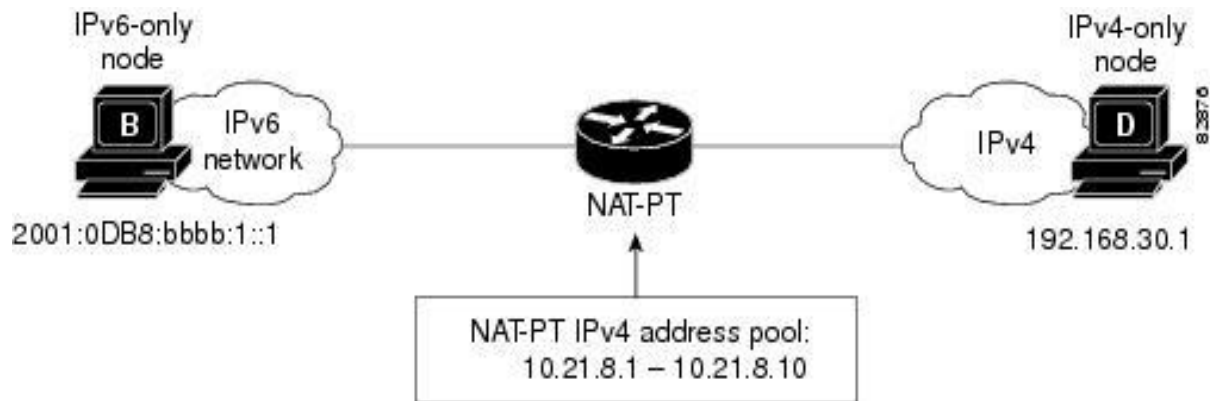 IPv6-only
node
B
IPv6
network
2001:0DB8:bbbb:1::1
NAT-PT
NAT-PT IPv4 address pool:
10.21.8.1 – 10.21.8.10
IPv4-only
node
IPv4
D
192.168.30.1
82876